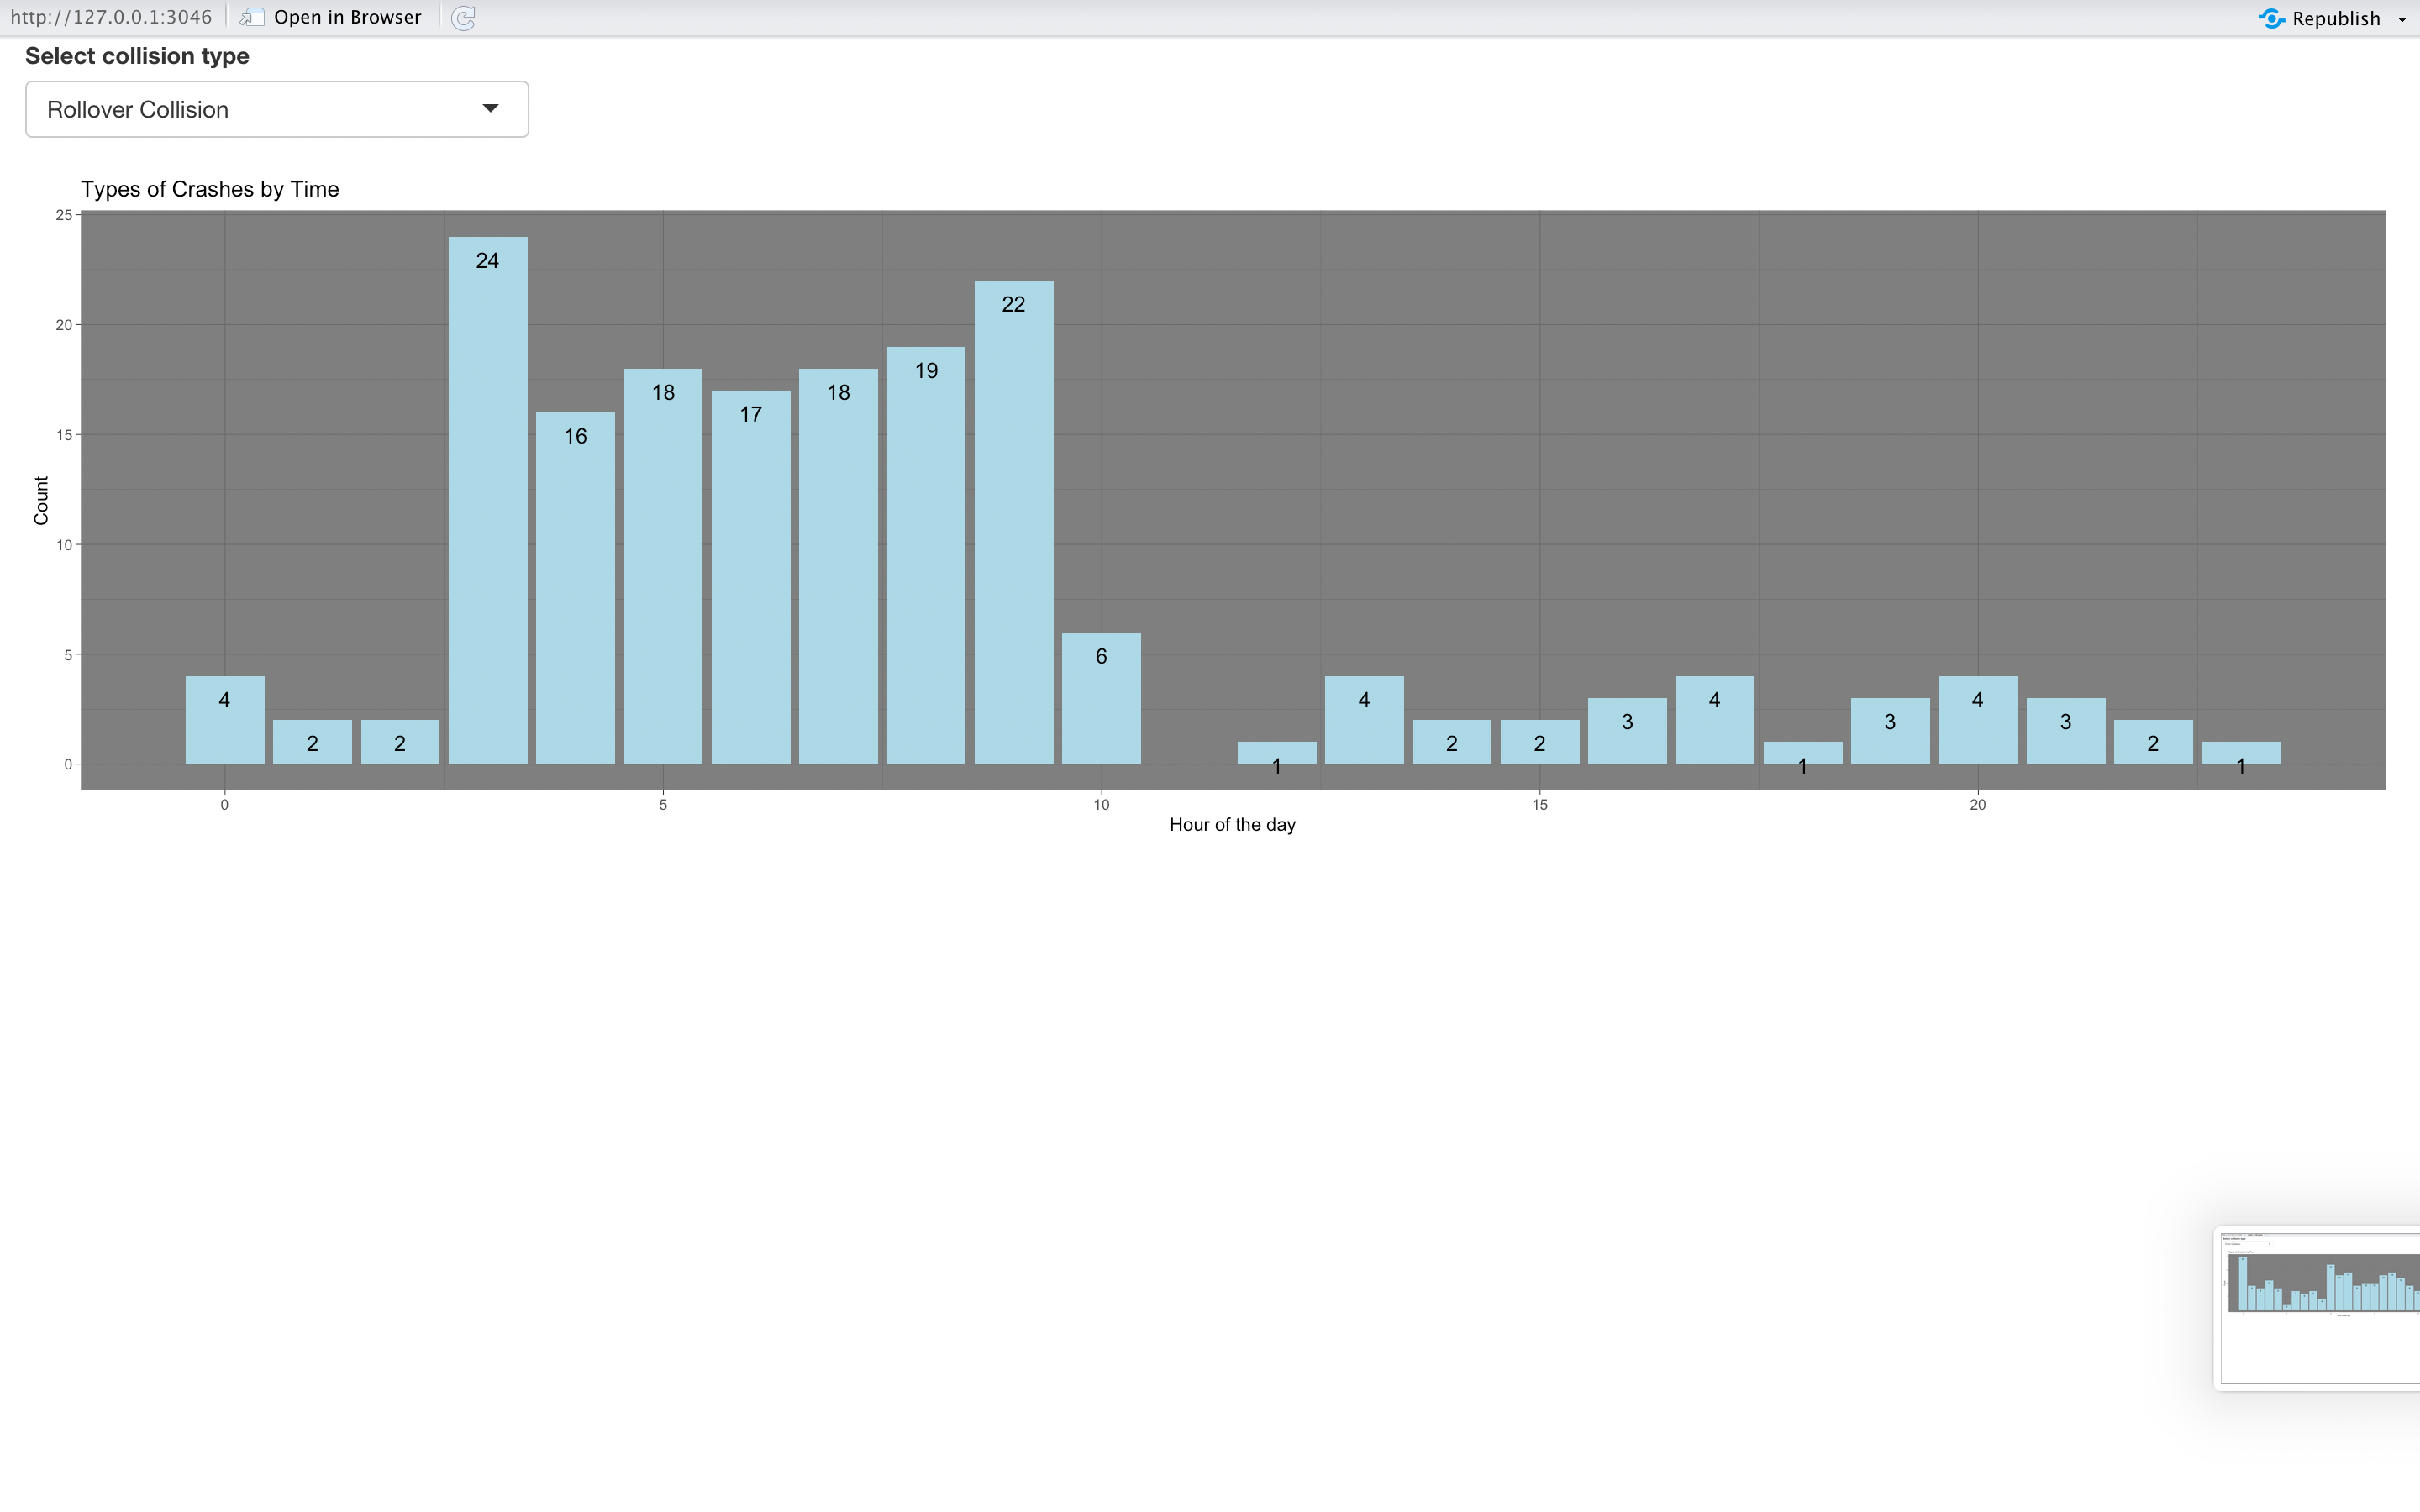 http://127.0.0.1:3046 Open in Browser Republish
Select collision type
Rollover Collision
Types of Crashes by Time
25
20
15
10
5
0
Count
4 2 2 24 16 18 17 18 19 22 6 1 4 2 2 3 4 1 3 4 3 2 1
0 5 10 15 20
Hour of the day